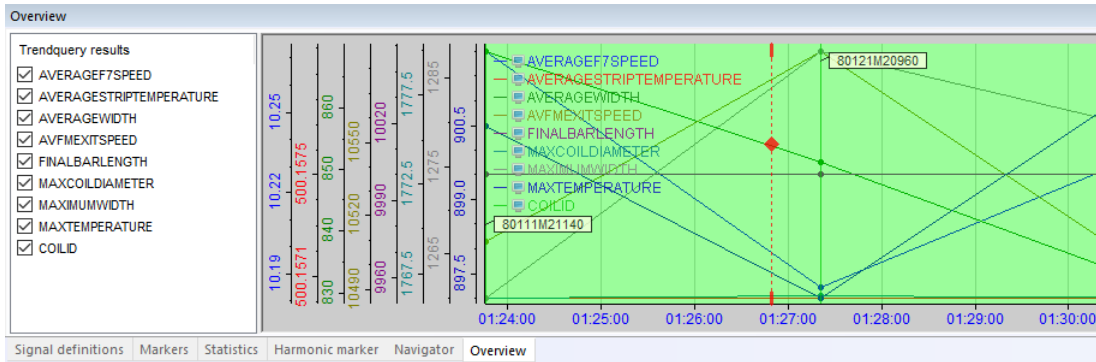 Overview
Trendquery results
AVERAGEF7SPEED
AVERAGESTRIPTEMPERATURE
AVERAGEWIDTH
AVFMEXITSPEED
FINALBARLENGTH
MAXCOILDIAMETER
MAXIMUMWIDTH
MAXTEMPERATURE
COILID
10.25
10.22
10.19
500.1575
500.1571
860
850
840
830
10550
10520
10490
10020
9990
9960
1777.5
1772.5
1767.5
1285
1275
1265
900.5
899.0
897.5
AVERAGEF7SPEED
AVERAGESTRIPTEMPERATURE
AVERAGEWIDTH
AVFMEXITSPEED
FINALBARLENGTH
MAXCOILDIAMETER
MAXIMUMWIDTH
MAXTEMPERATURE
COILID
80121M20960
80111M21140
01:24:00 01:25:00 01:26:00 01:27:00 01:28:00 01:29:00 01:30:00
Signal definitions Markers Statistics Harmonic marker Navigator Overview